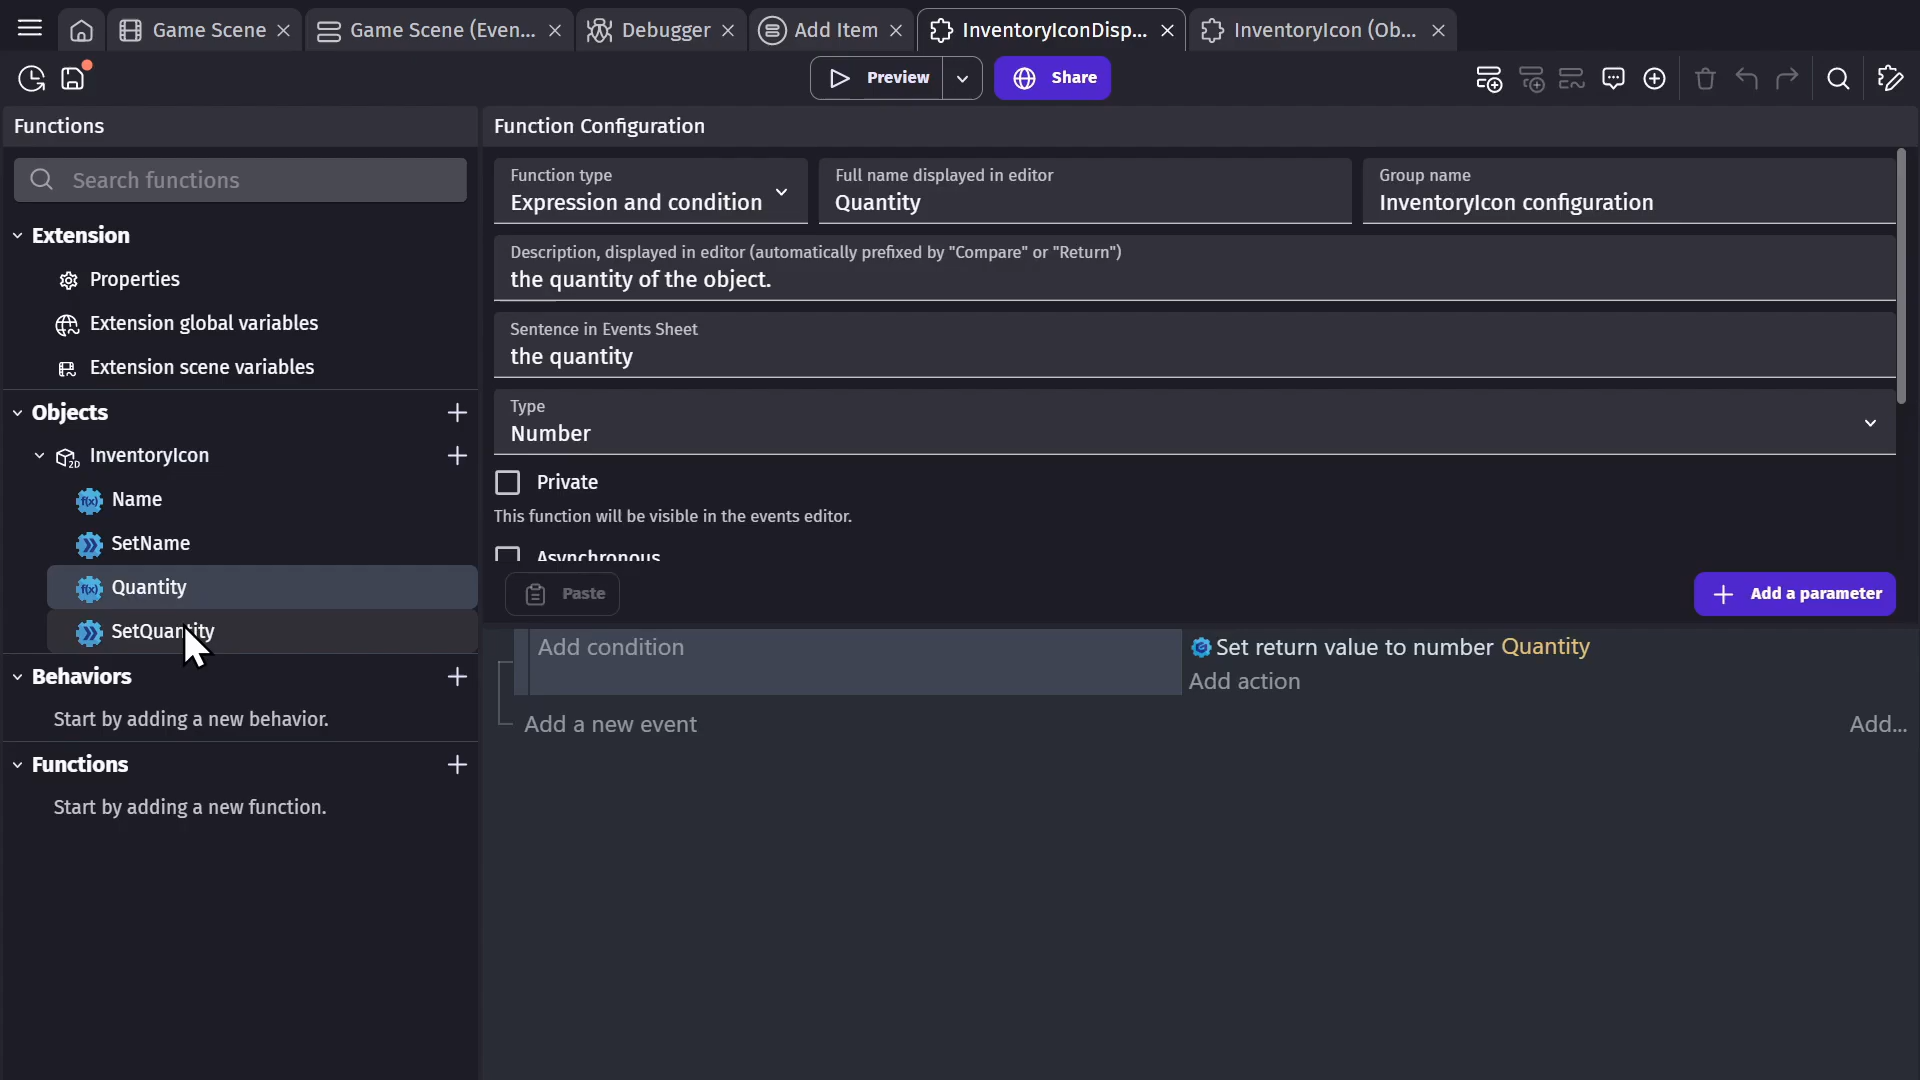 Game Scene
Game Scene (Even...
Debugger
Add Item
InventoryIconDisp...
InventoryIcon (Ob...
Preview
Share
Functions
Function Configuration
Search functions
Function type
Expression and condition
Full name displayed in editor
Quantity
Group name
InventoryIcon configuration
Extension
Properties
Extension global variables
Extension scene variables
Description, displayed in editor (automatically prefixed by "Compare" or "Return")
the quantity of the object.
Sentence in Events Sheet
the quantity
Type
Number
Objects
InventoryIcon
2D
f(x) Name
SetName
f(x) Quantity
SetQuantity
Private
This function will be visible in the events editor.
Asynchronous
Paste
Add a parameter
Add condition
Set return value to number Quantity
Add action
Add a new event
Add...
Behaviors
Start by adding a new behavior.
Functions
Start by adding a new function.